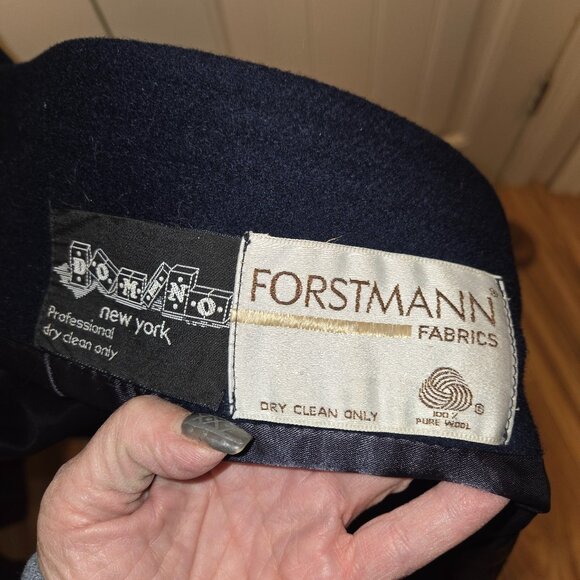 DOMINO
new york
Professional
dry clean only
FORSTMANN®
FABRICS
DRY CLEAN ONLY
100%
PURE WOOL
®